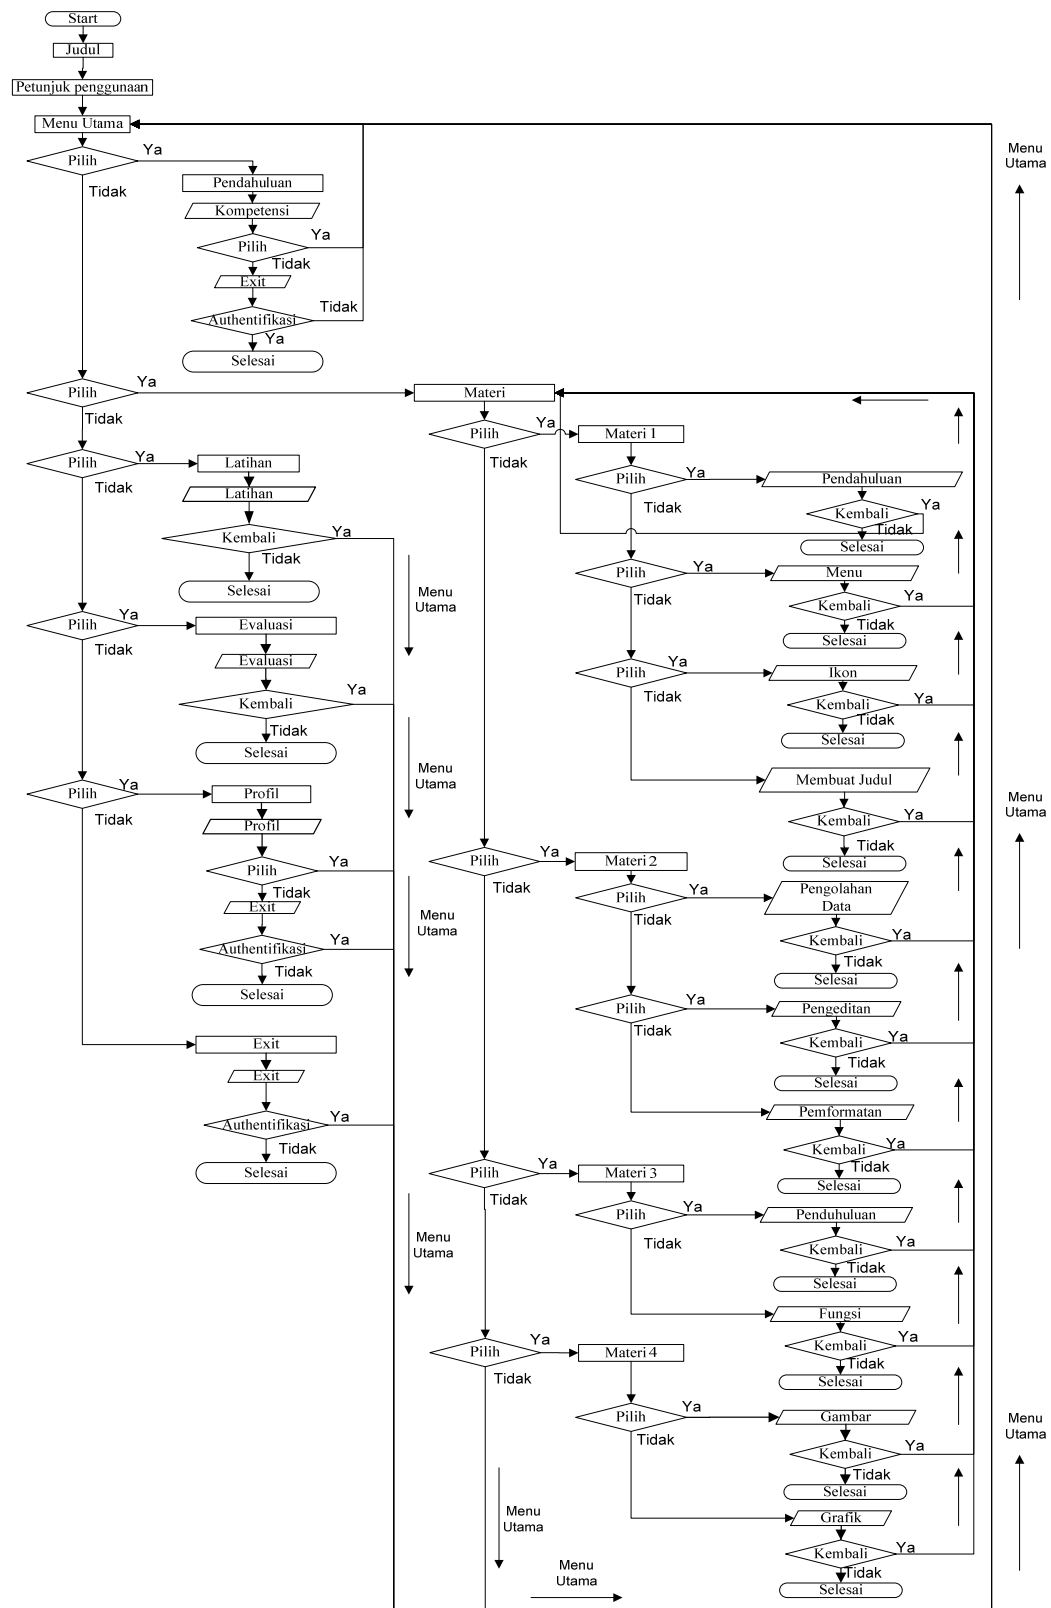 Start
Judul
Petunjuk penggunaan
Menu Utama
Pilih
Ya
Tidak
Pendahuluan
Kompetensi
Pilih
Ya
Tidak
Exit
Authentifikasi
Tidak
Ya
Selesai
Menu
Utama
Pilih
Ya
Tidak
Materi
Pilih
Ya
Tidak
Latihan
Latihan
Kembali
Ya
Tidak
Selesai
Menu
Utama
Pilih
Ya
Tidak
Evaluasi
Evaluasi
Kembali
Ya
Tidak
Selesai
Menu
Utama
Pilih
Ya
Tidak
Profil
Profil
Pilih
Ya
Tidak
Exit
Authentifikasi
Ya
Tidak
Selesai
Menu
Utama
Exit
Exit
Authentifikasi
Ya
Tidak
Selesai
Menu
Utama
Pilih
Ya
Tidak
Materi 1
Pilih
Ya
Tidak
Pendahuluan
Kembali
Ya
Tidak
Selesai
Pilih
Ya
Tidak
Menu
Kembali
Ya
Tidak
Selesai
Pilih
Ya
Tidak
Ikon
Kembali
Ya
Tidak
Selesai
Membuat Judul
Kembali
Ya
Tidak
Selesai
Menu
Utama
Pilih
Ya
Tidak
Materi 2
Pilih
Ya
Tidak
Pengolahan
Data
Kembali
Ya
Tidak
Selesai
Pilih
Ya
Tidak
Pengeditan
Kembali
Ya
Tidak
Selesai
Pemformatan
Kembali
Ya
Tidak
Selesai
Pilih
Ya
Tidak
Materi 3
Pilih
Ya
Tidak
Penduhuluan
Kembali
Ya
Tidak
Selesai
Fungsi
Kembali
Ya
Tidak
Selesai
Pilih
Ya
Tidak
Materi 4
Pilih
Ya
Tidak
Gambar
Kembali
Ya
Tidak
Selesai
Grafik
Kembali
Ya
Tidak
Selesai
Menu
Utama
Menu
Utama
Menu
Utama